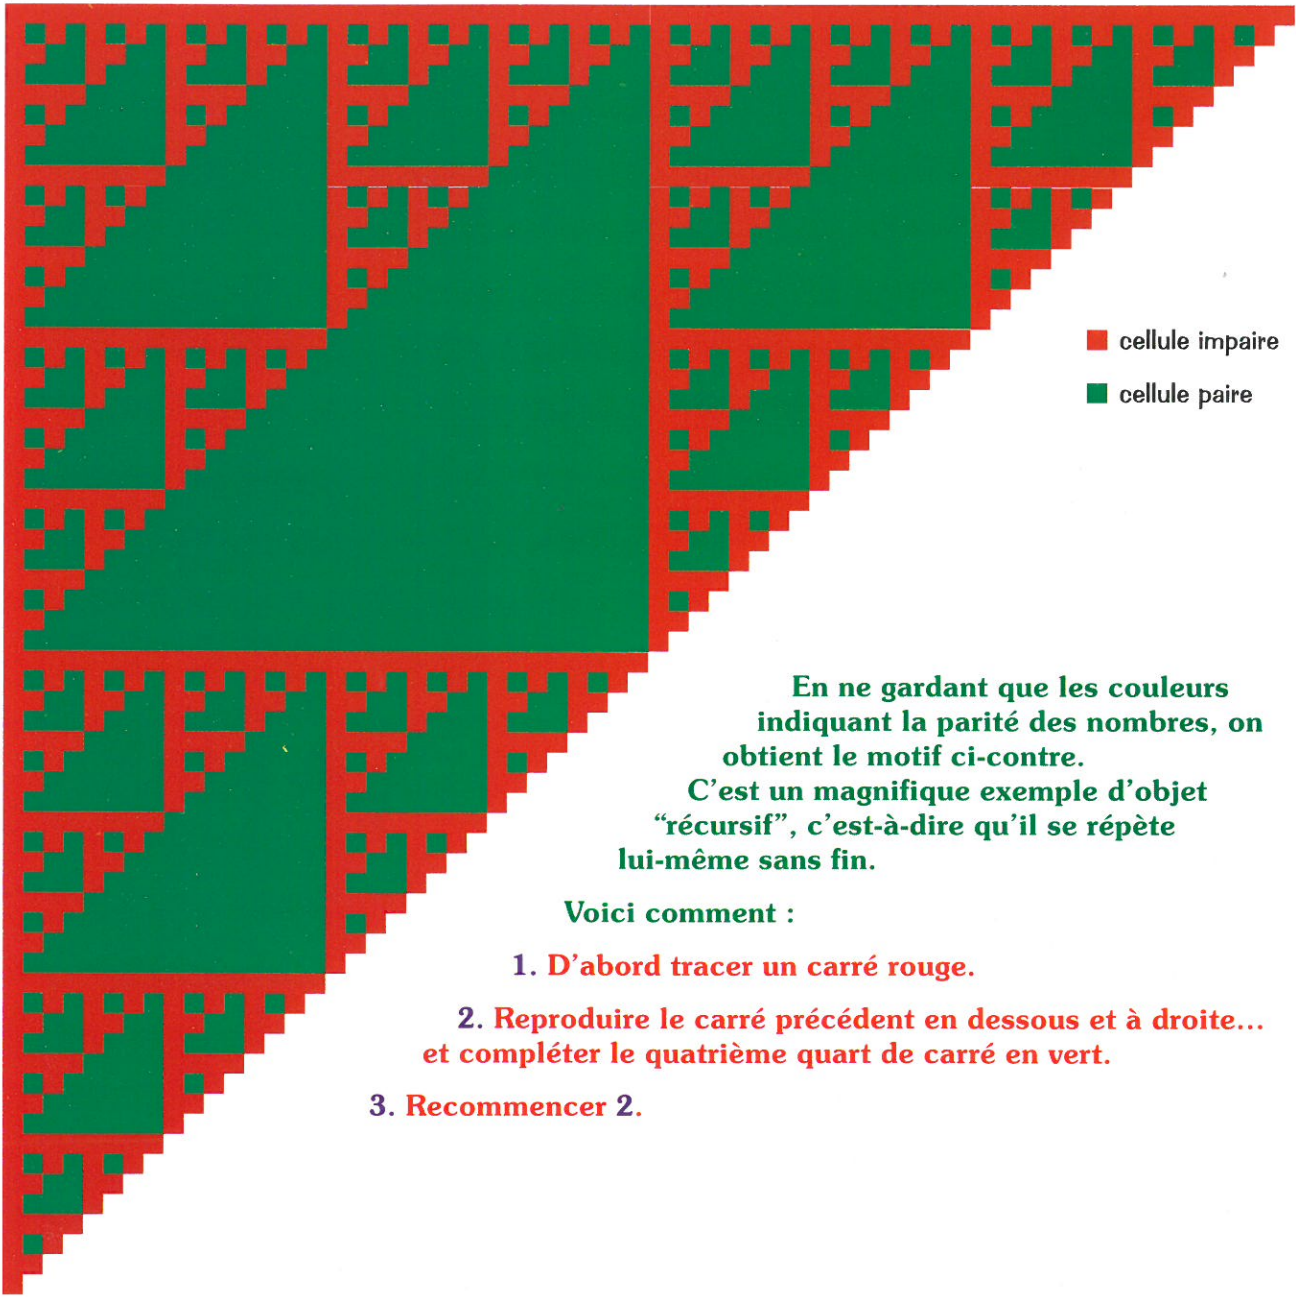 cellule impaire
cellule paire
En ne gardant que les couleurs
indiquant la parité des nombres, on
obtient le motif ci-contre.
C'est un magnifique exemple d'objet
“récursif”, c'est-à-dire qu'il se répète
lui-même sans fin.
Voici comment :
1. D'abord tracer un carré rouge.
2. Reproduire le carré précédent en dessous et à droite...
et compléter le quatrième quart de carré en vert.
3. Recommencer 2.